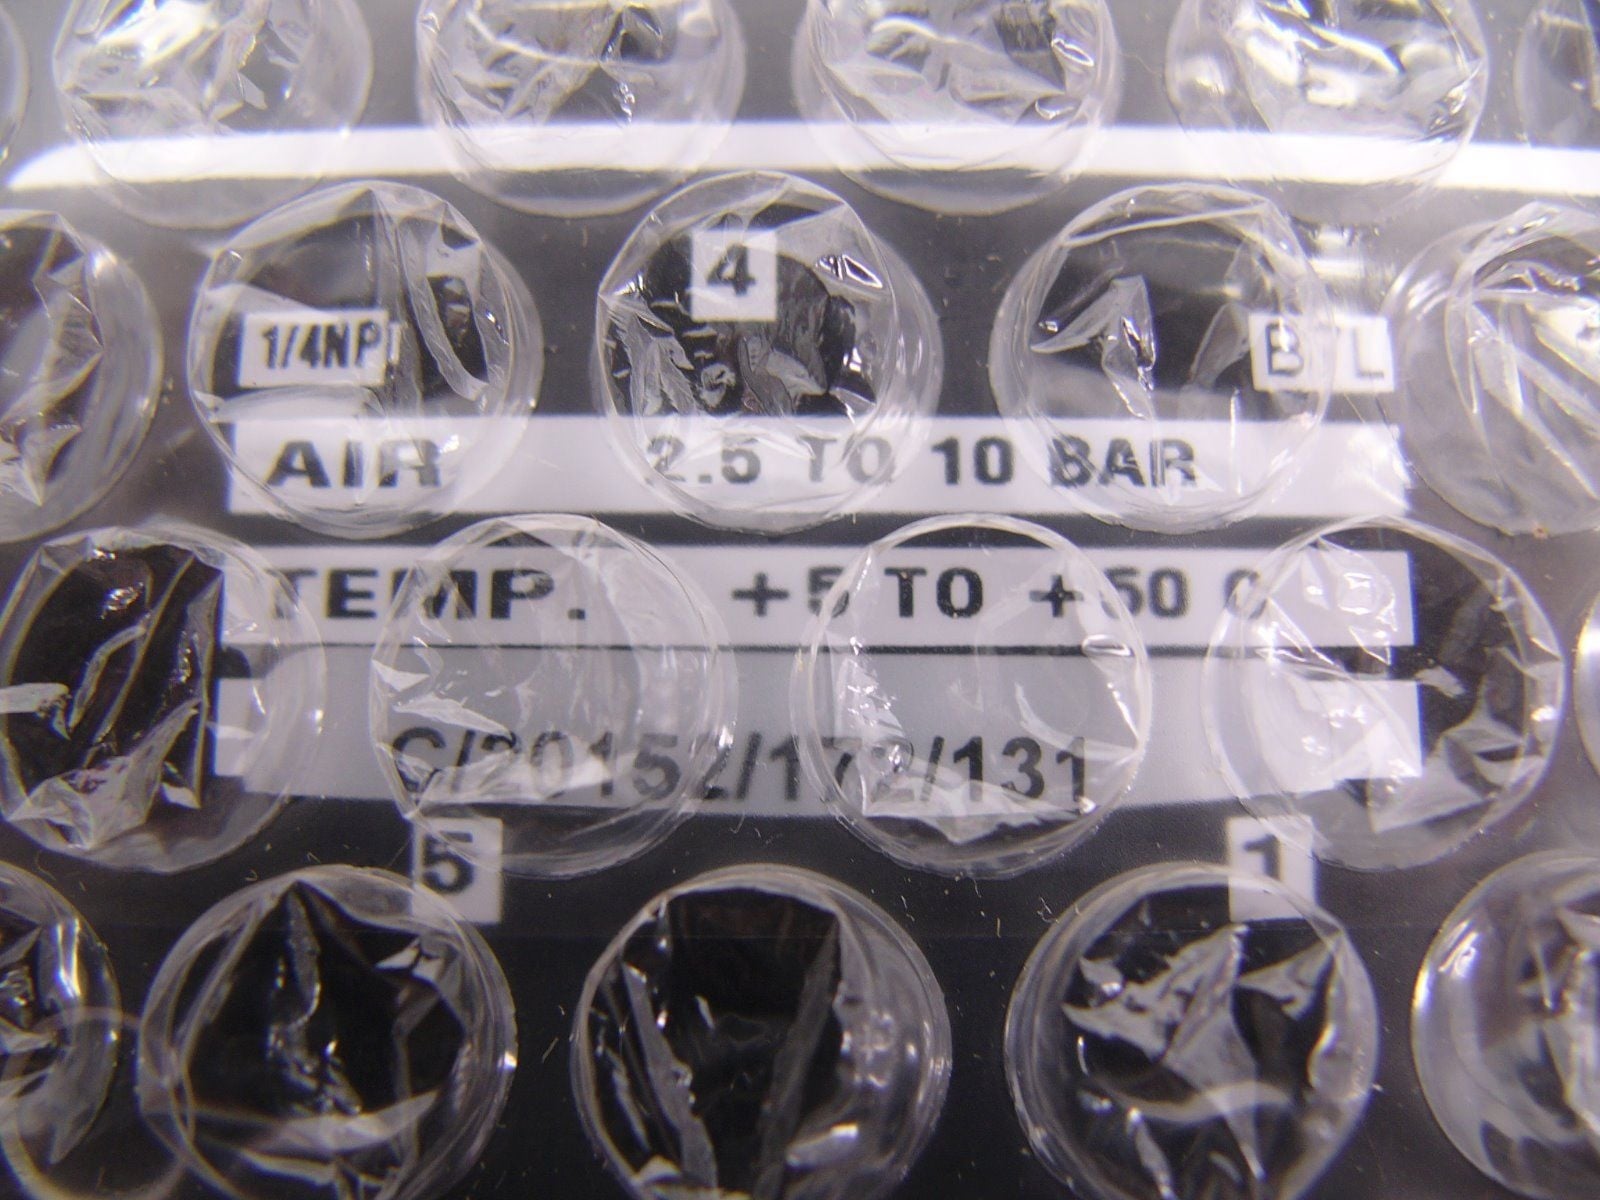 4
1/4NPT
AIR 2.5 TO 10 BAR
TEMP. +5 TO +50 C
C/20152/172/131
5 1